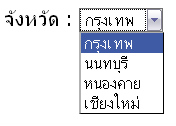 จังหวัด : กรุงเทพ
กรุงเทพ
นนทบุรี
หนองคาย
เชียงใหม่